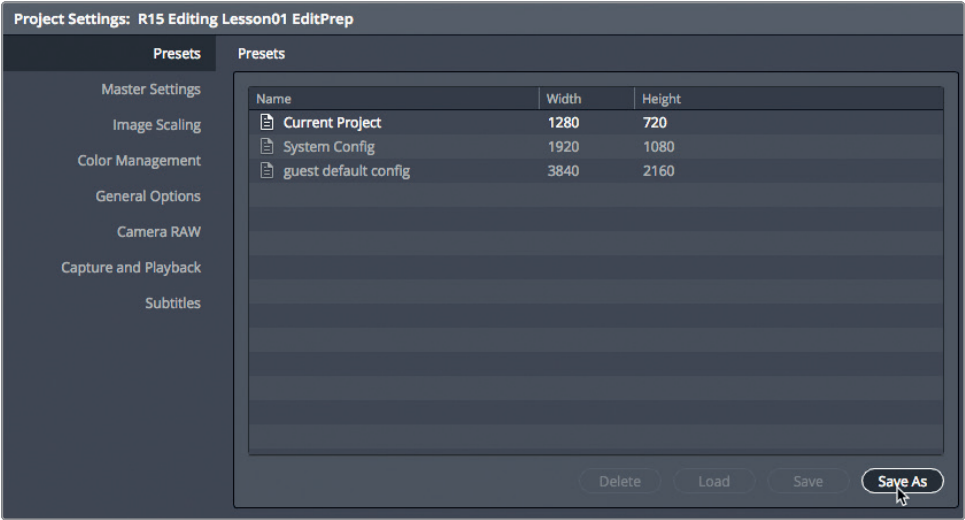 Project Settings: R15 Editing Lesson01 EditPrep
Presets
Master Settings
Image Scaling
Color Management
General Options
Camera RAW
Capture and Playback
Subtitles
Presets
Name Width Height
Current Project 1280 720
System Config 1920 1080
guest default config 3840 2160
Delete Load Save Save As